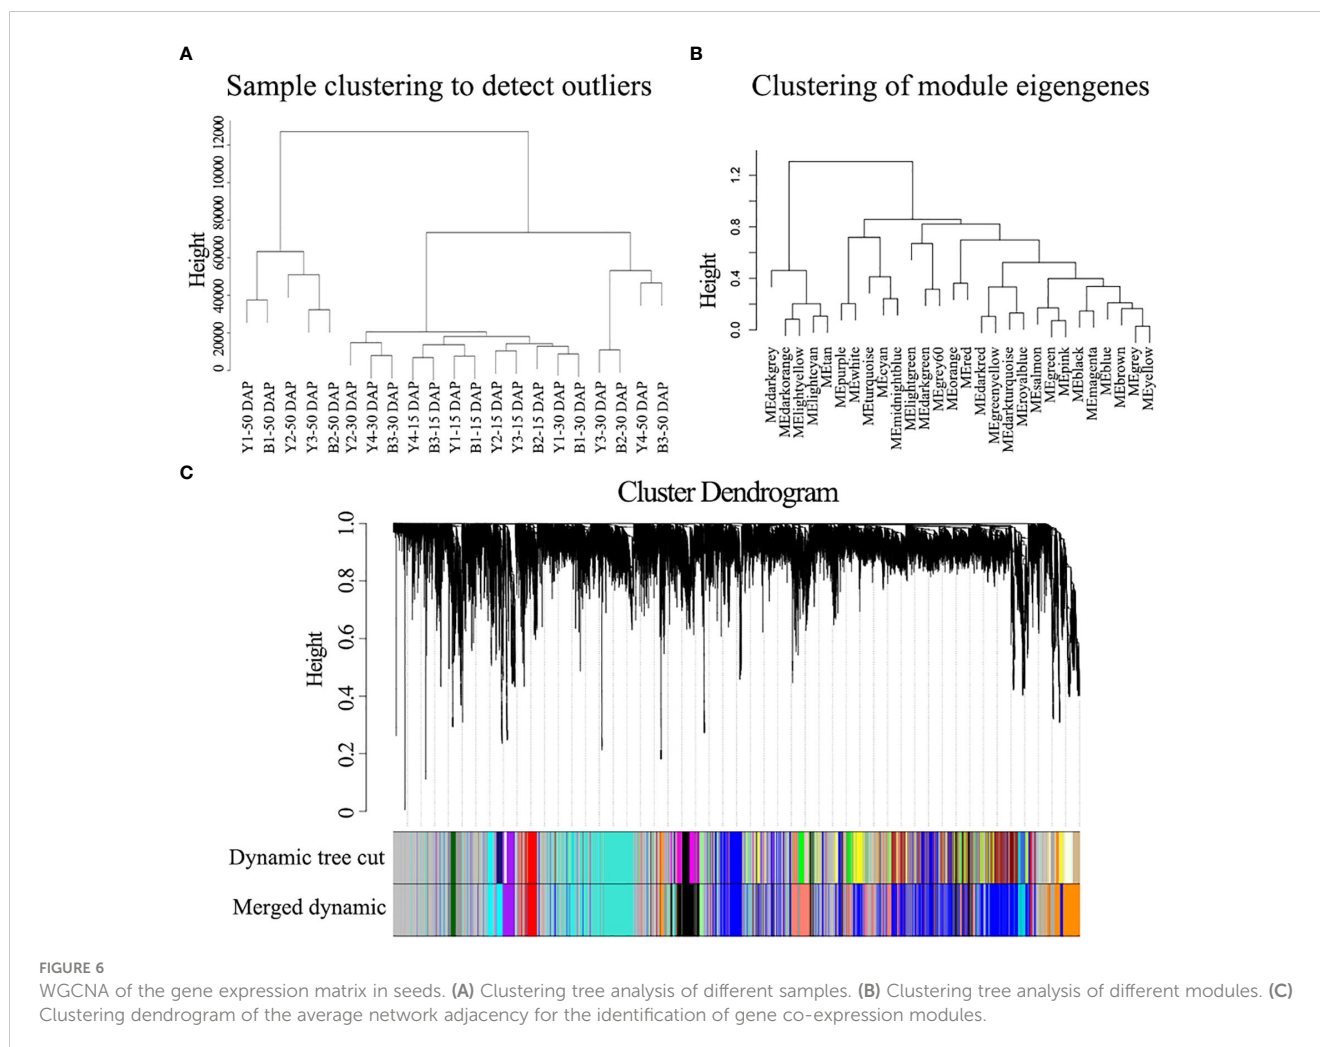 A
Sample clustering to detect outliers
Height
0 20000 40000 60000 80000 10000 12000
Y1-50 DAP
B1-50 DAP
Y2-50 DAP
Y3-50 DAP
B2-50 DAP
Y2-30 DAP
Y4-30 DAP
B3-30 DAP
Y4-15 DAP
B3-15 DAP
Y1-15 DAP
B1-15 DAP
Y2-15 DAP
Y3-15 DAP
B2-15 DAP
Y1-30 DAP
B1-30 DAP
Y3-30 DAP
B2-30 DAP
Y4-50 DAP
B3-50 DAP
B
Clustering of module eigengenes
Height
0.0 0.4 0.8 1.2
MEdarkgrey
MEdarkorange
MElightyellow
MElightcyan
MEtan
MEpurple
MEwhite
MEturquoise
MEcyan
MEmidnightblue
MElightgreen
MEdarkgreen
MEgrey60
MEorange
MEred
MEdarkred
MEgreenyellow
MEdarkturquoise
MEroyalblue
MEsalmon
MEgreen
MEpink
MEblack
MEmagenta
MEblue
MEbrown
MEgrey
MEyellow
C
Cluster Dendrogram
Height
0 0.2 0.4 0.6 0.8 1.0
Dynamic tree cut
Merged dynamic
FIGURE 6
WGCNA of the gene expression matrix in seeds. (A) Clustering tree analysis of different samples. (B) Clustering tree analysis of different modules. (C)
Clustering dendrogram of the average network adjacency for the identification of gene co-expression modules.